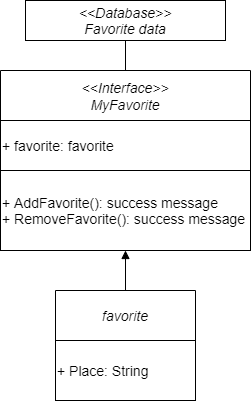 <<Database>>
Favorite data
<<Interface>>
MyFavorite
+ favorite: favorite
+ AddFavorite(): success message
+ RemoveFavorite(): success message
favorite
+ Place: String